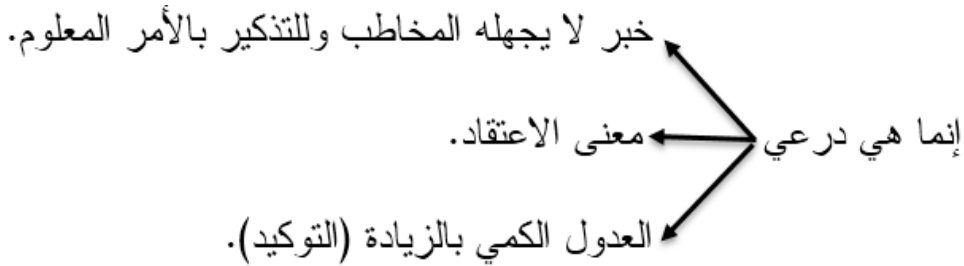 خبر لا يجهله المخاطب وللتذكير بالأمر المعلوم.
إنما هي درعي
معنى الاعتقاد.
العدول الكمي بالزيادة (التوكيد).